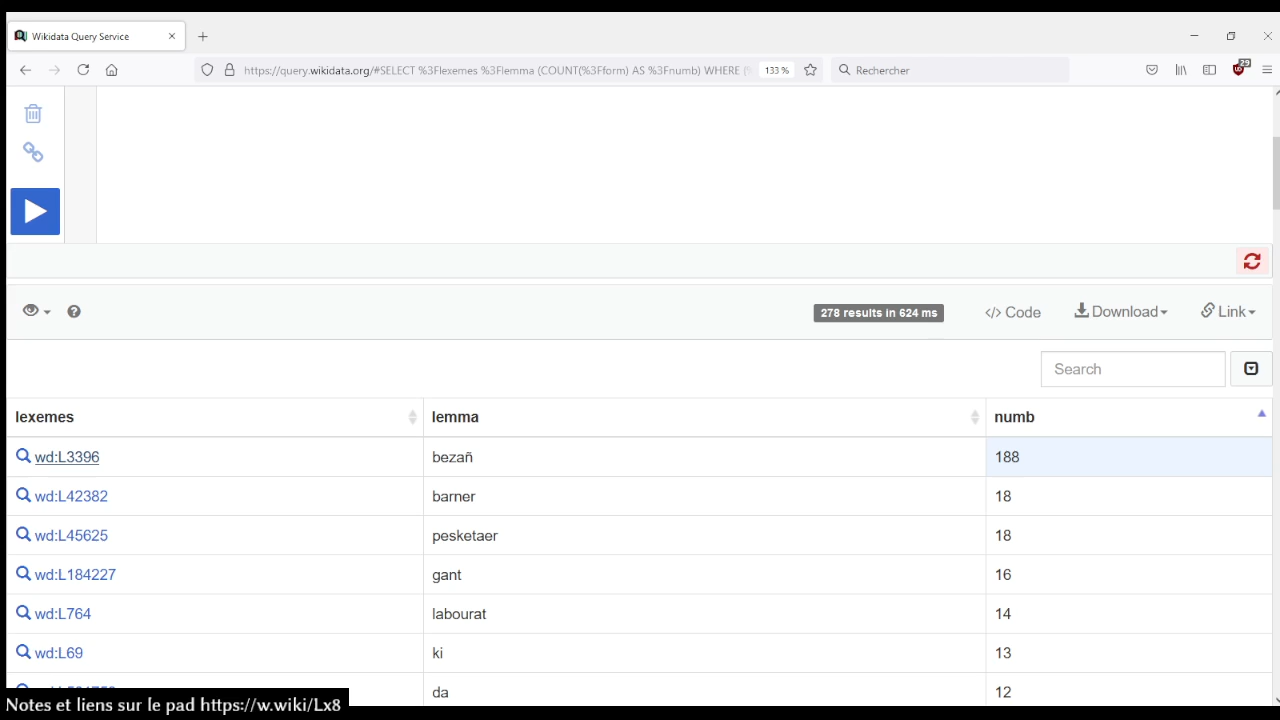 Wikidata Query Service
https://query.wikidata.org/#SELECT %3Flexemes %3Flemma (COUNT(%3Fform) AS %3Fnumb) WHERE {
133 %
Rechercher
29
278 results in 624 ms
</> Code
Download
Link
Search
lexemes lemma numb
wd:L3396 bezañ 188
wd:L42382 barner 18
wd:L45625 pesketaer 18
wd:L184227 gant 16
wd:L764 labourat 14
wd:L69 ki 13
da 12
Notes et liens sur le pad https://w.wiki/Lx8